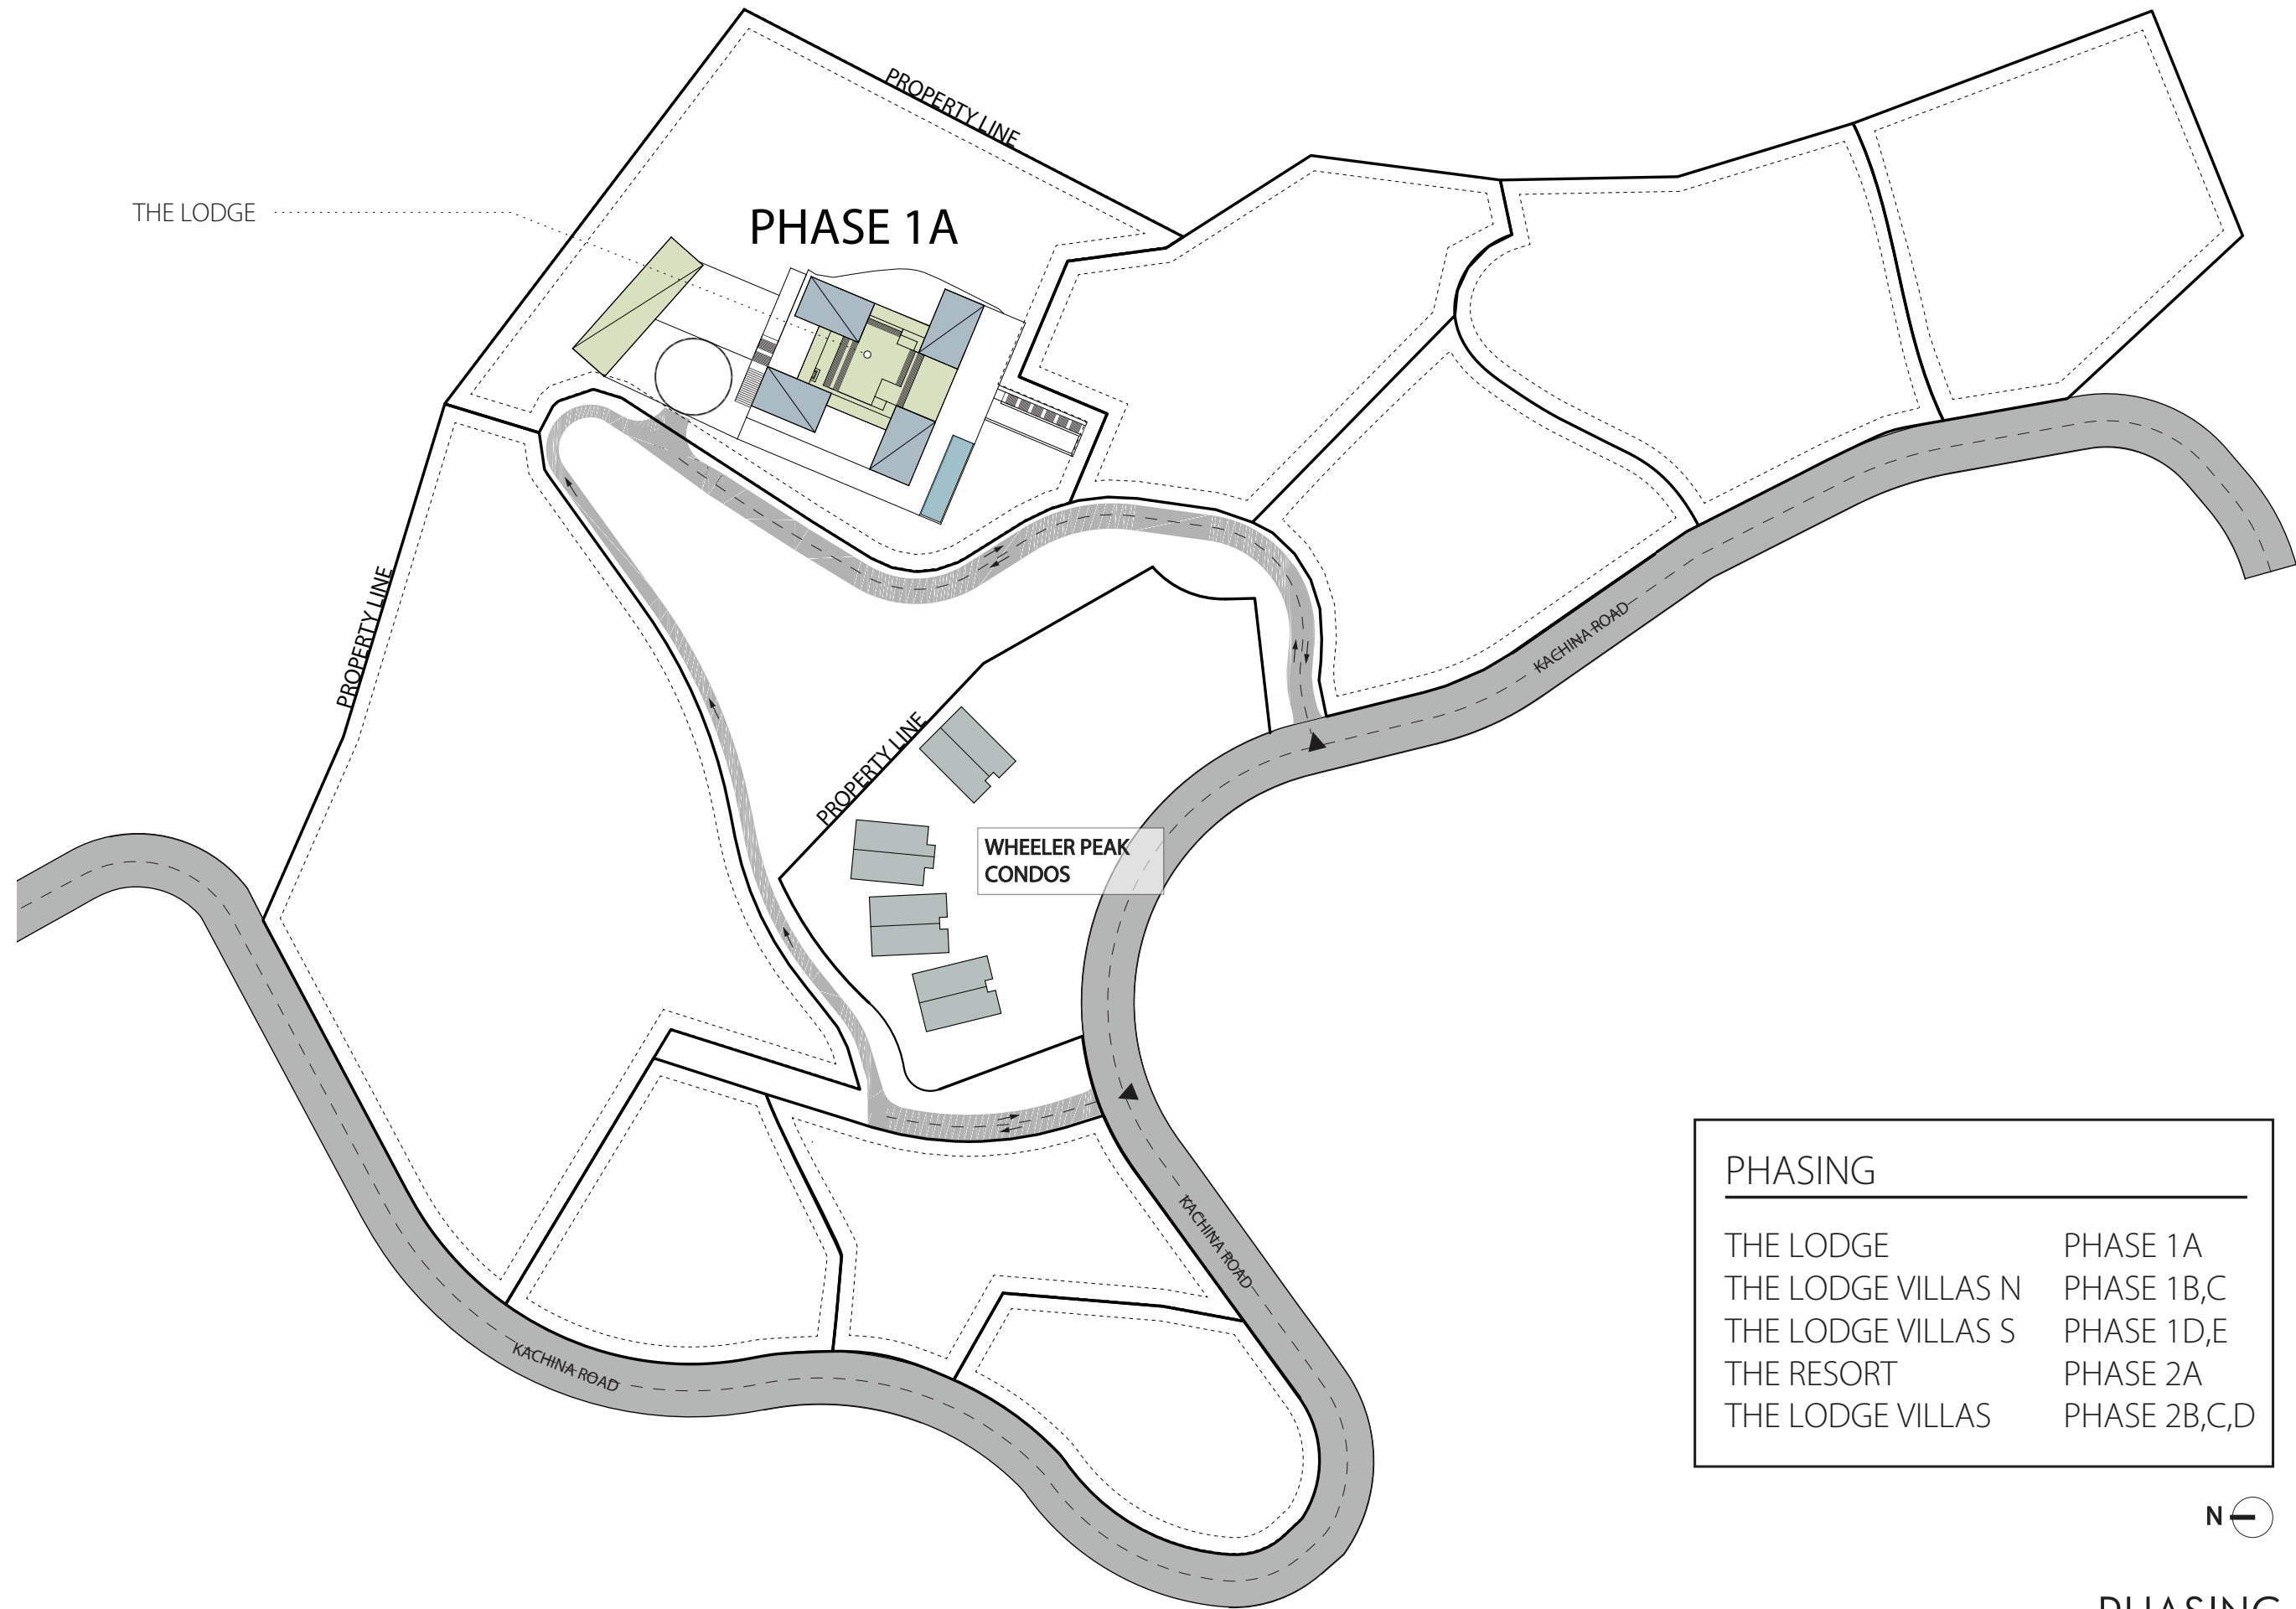 PROPERTY LINE
THE LODGE
PHASE 1A
PROPERTY LINE
KACHINA ROAD
PROPERTY LINE
WHEELER PEAK
CONDOS
KACHINA ROAD
KACHINA ROAD
PHASING
THE LODGE PHASE 1A
THE LODGE VILLAS N PHASE 1B,C
THE LODGE VILLAS S PHASE 1D,E
THE RESORT PHASE 2A
THE LODGE VILLAS PHASE 2B,C,D
N
PHASING